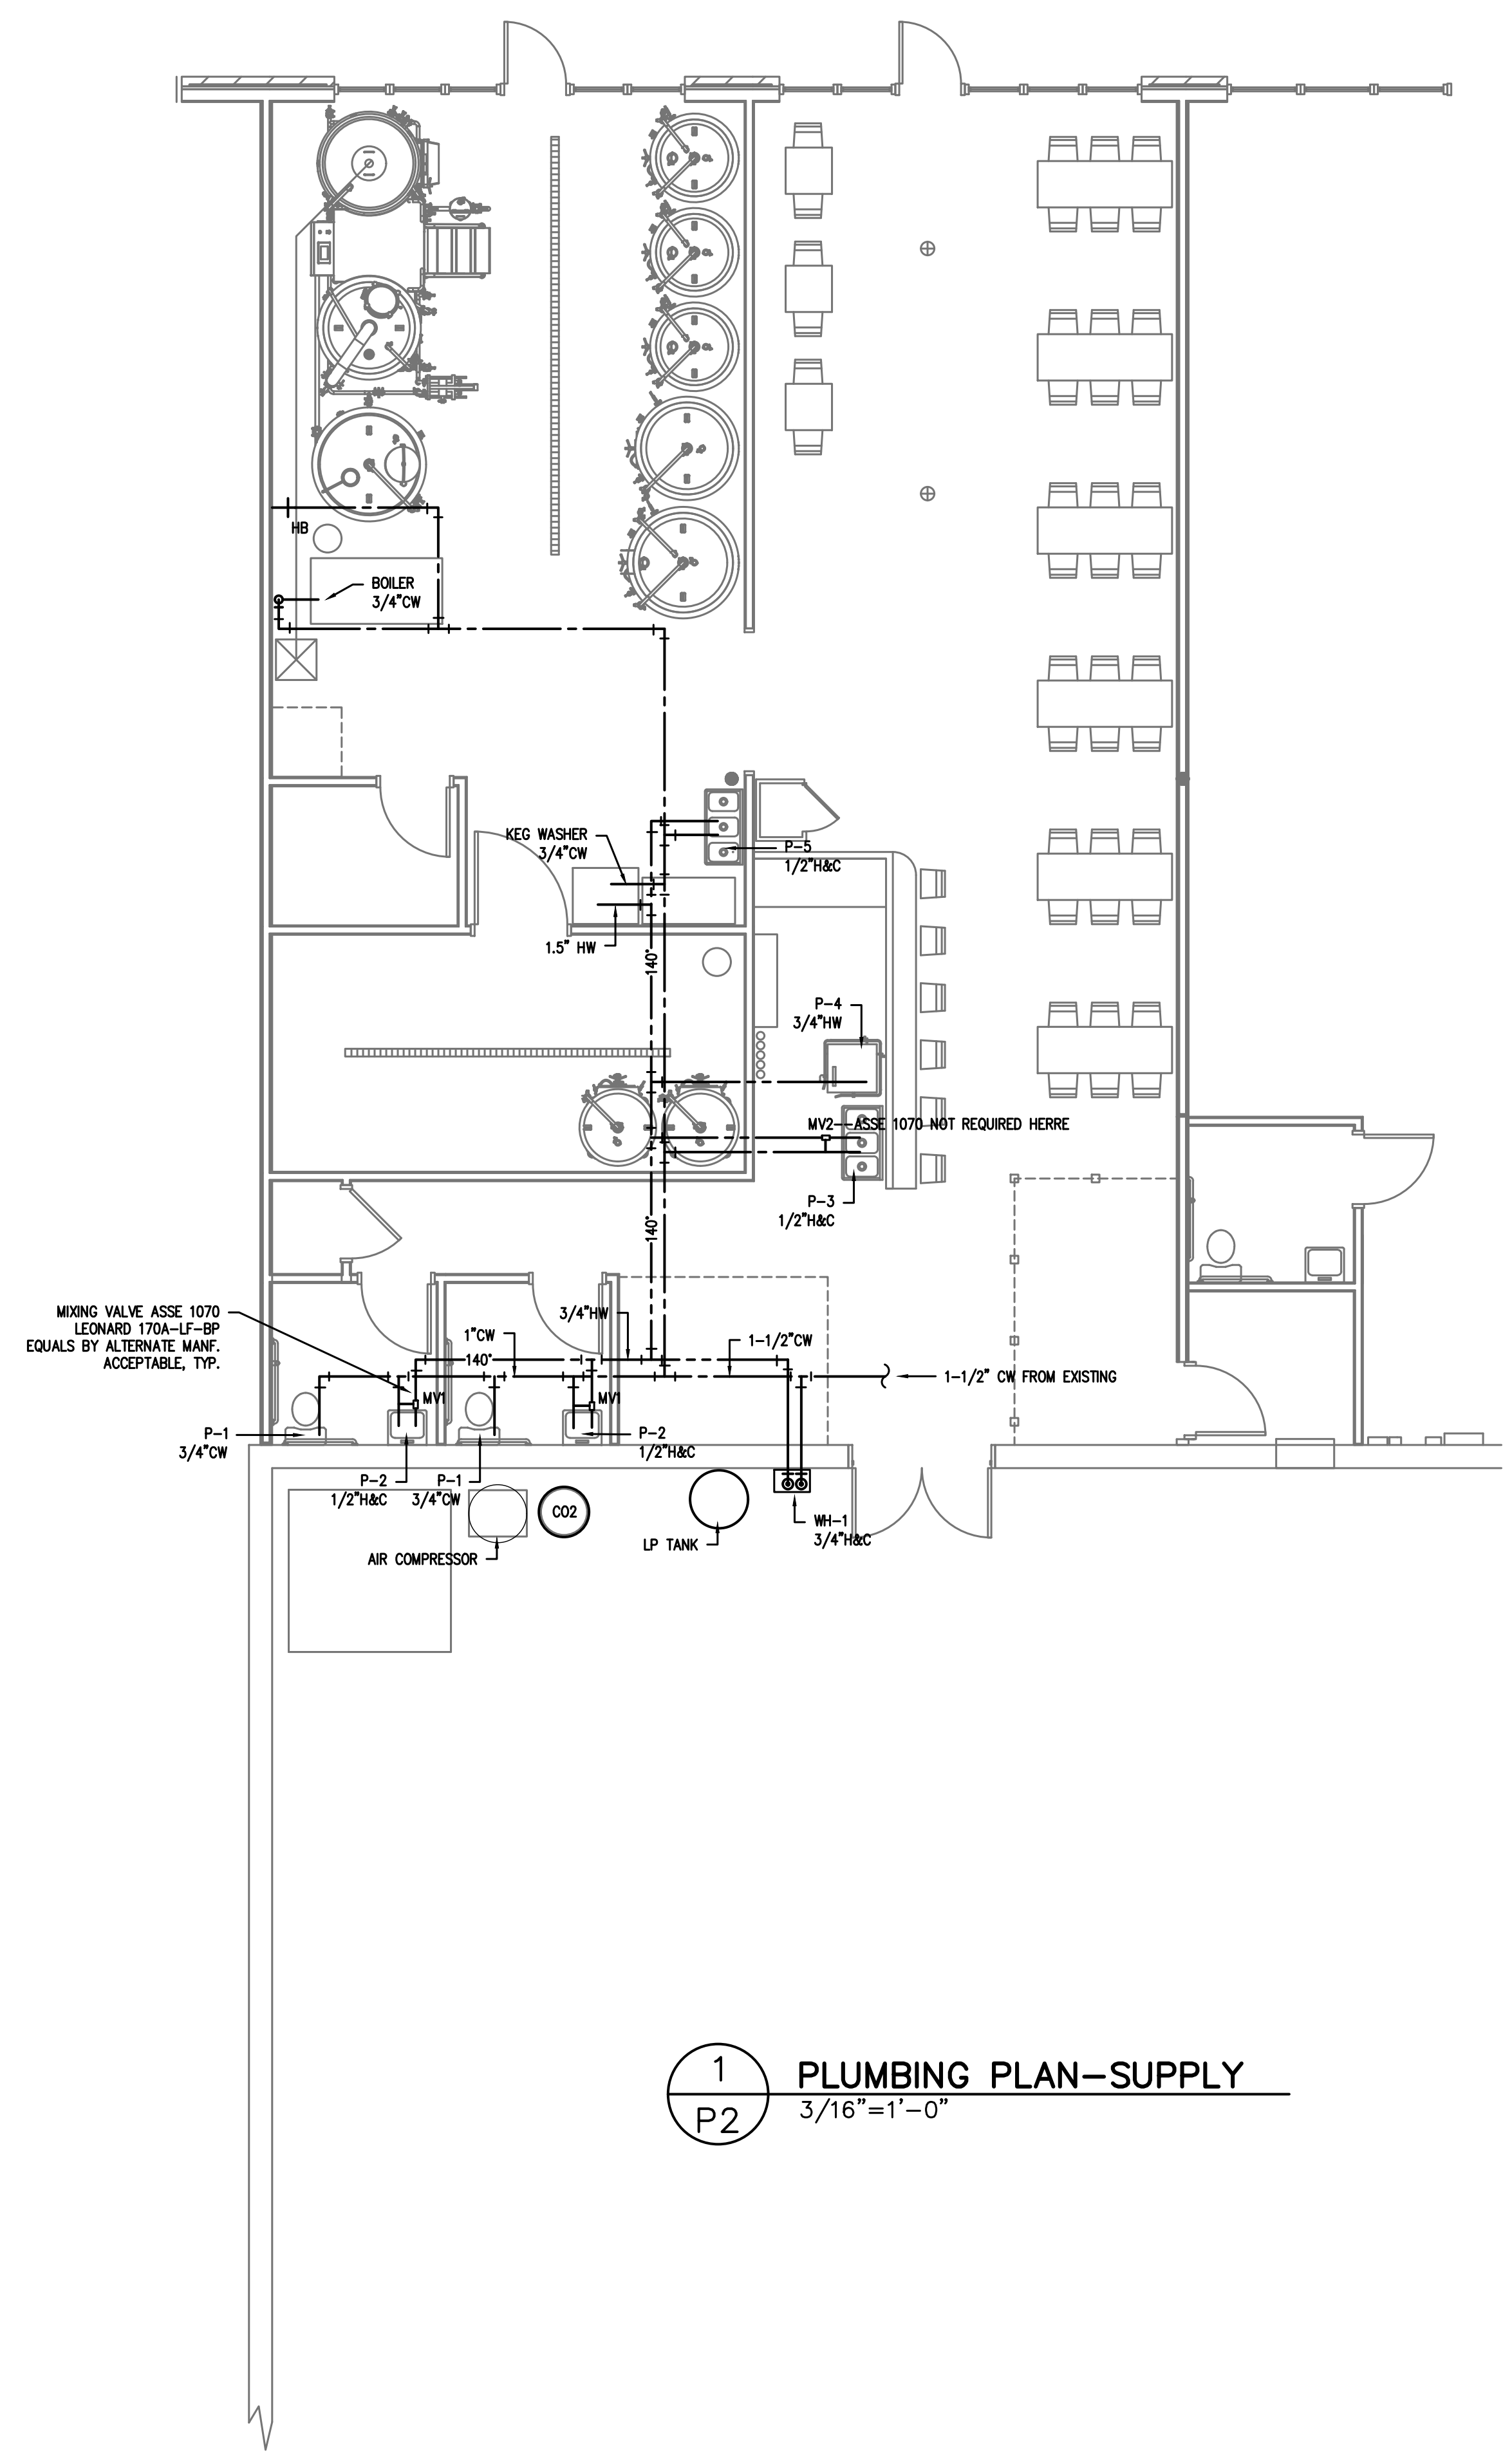 HB
BOILER
3/4"CW
KEG WASHER
3/4"CW
P-5
1/2"H&C
1.5" HW
140°
P-4
3/4"HW
MV2--ASSE 1070 NOT REQUIRED HERRE
P-3
1/2"H&C
140°
MIXING VALVE ASSE 1070
LEONARD 170A-LF-BP
EQUALS BY ALTERNATE MANF.
ACCEPTABLE, TYP.
3/4"HW
1"CW
1-1/2"CW
140°
1-1/2" CW FROM EXISTING
MV1
MV1
P-1
3/4"CW
P-2
1/2"H&C
P-2
1/2"H&C
P-1
3/4"CW
CO2
WH-1
3/4"H&C
LP TANK
AIR COMPRESSOR
1
P2
PLUMBING PLAN-SUPPLY
3/16"=1'-0"